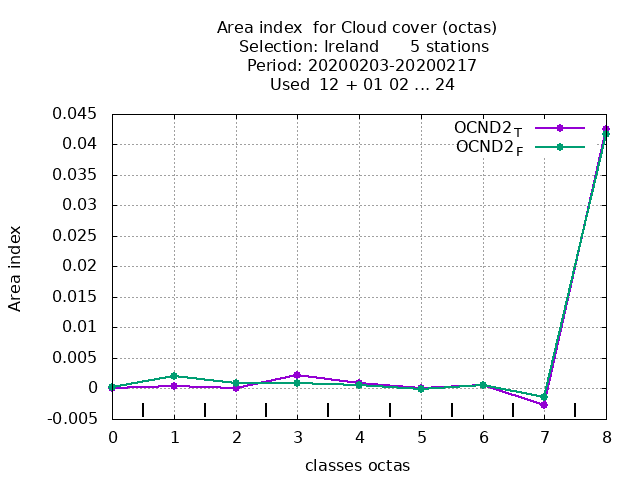 Area index  for Cloud cover (octas)
Selection: Ireland      5 stations
Period: 20200203-20200217
Used  12 + 01 02 ... 24
OCND2_T
OCND2_F
0.045
0.04
0.035
0.03
0.025
0.02
0.015
0.01
0.005
0
-0.005
Area index
0 1 2 3 4 5 6 7 8
classes octas